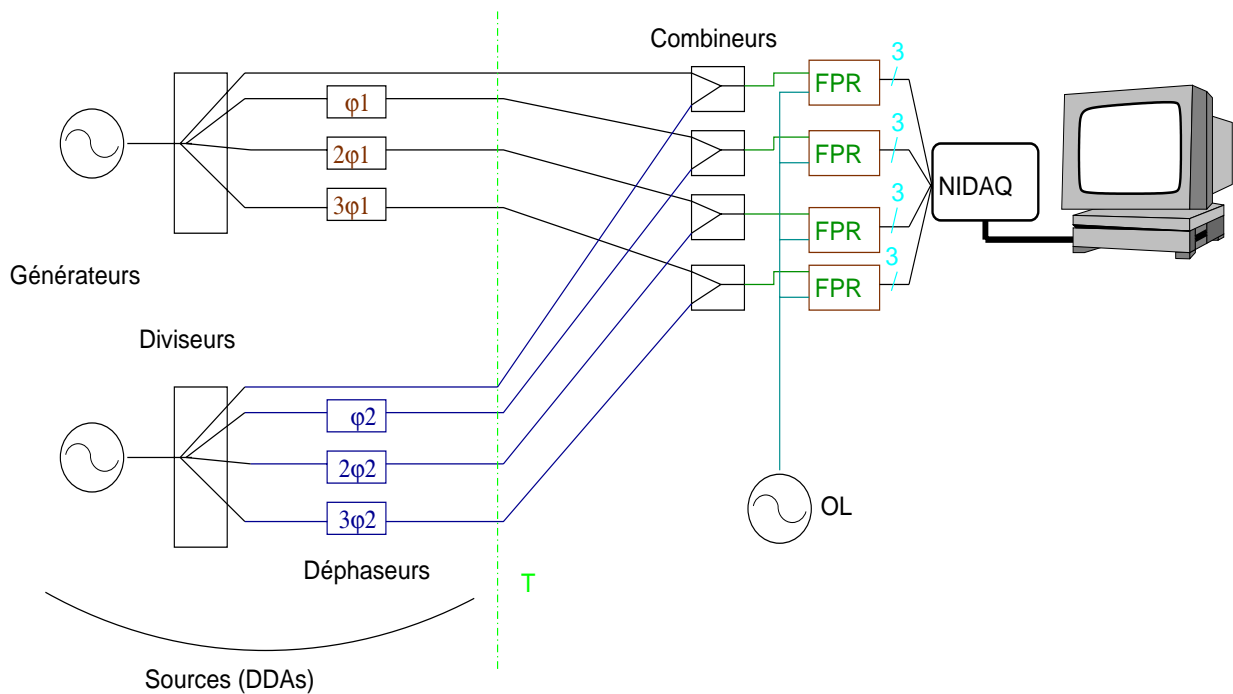 Combineurs
3
FPR
φ1
3
FPR
2φ1
NIDAQ
3
FPR
3φ1
3
FPR
Générateurs
Diviseurs
φ2
2φ2
OL
3φ2
Déphaseurs
T
Sources (DDAs)